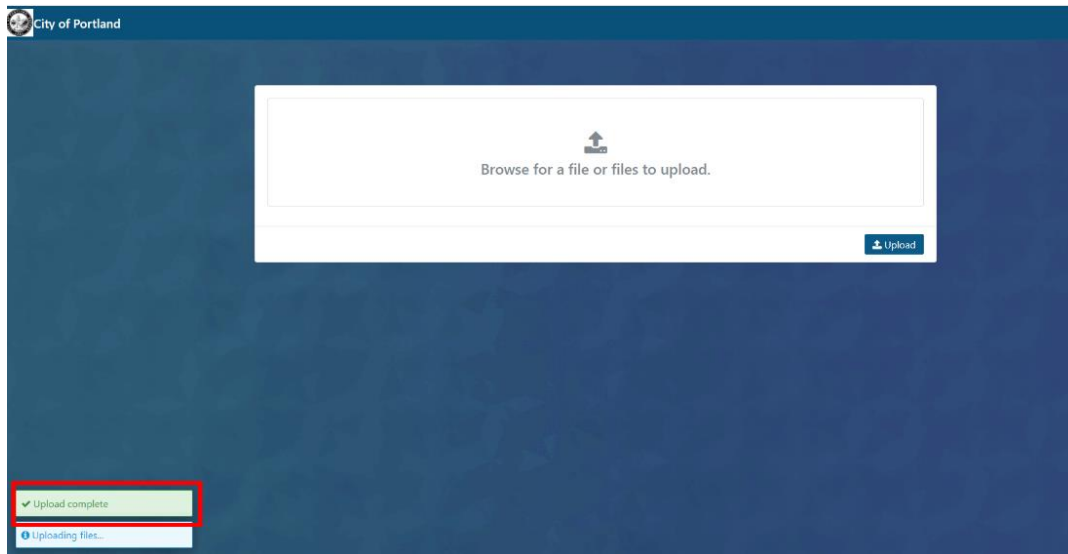 City of Portland
Browse for a file or files to upload.
Upload
Upload complete
Uploading files...